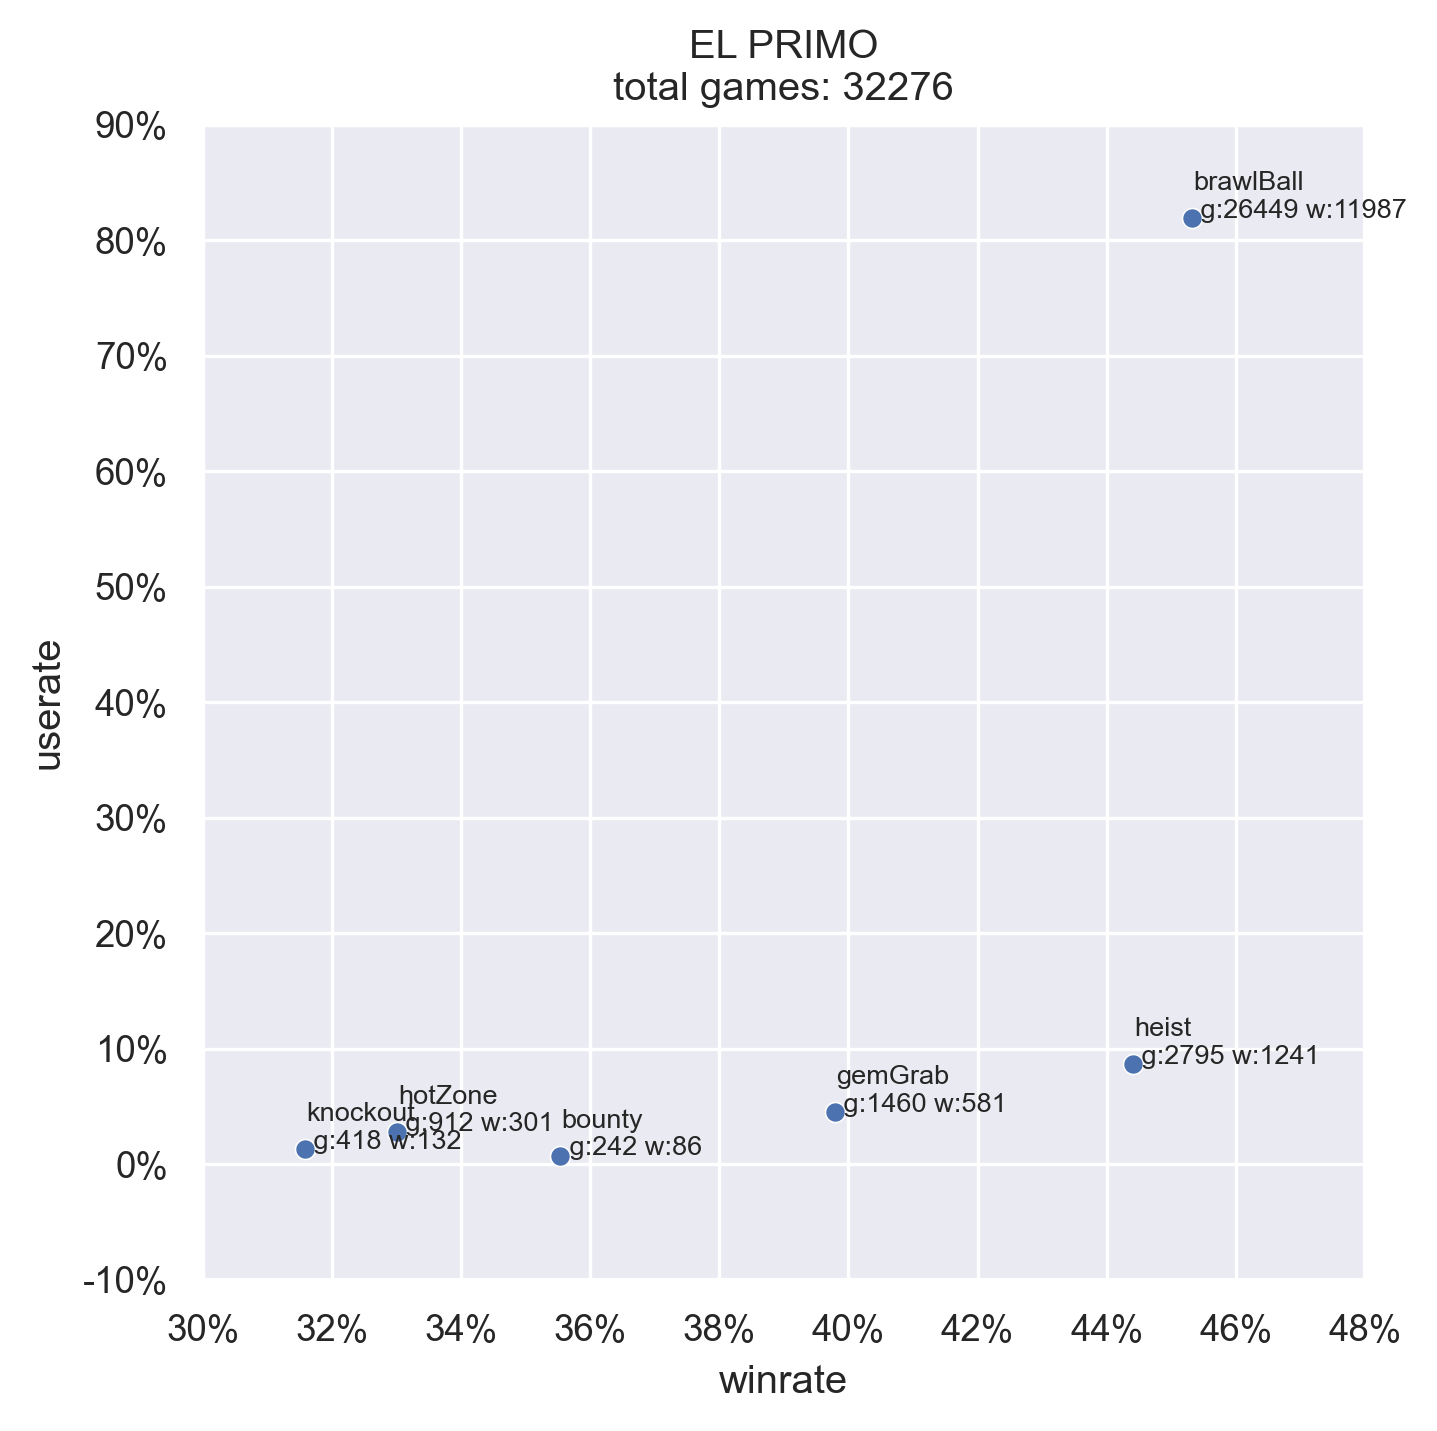 EL PRIMO
total games: 32276
90%
80%
70%
60%
50%
40%
30%
20%
10%
0%
-10%
userate
brawlBall
g:26449 w:11987
heist
g:2795 w:1241
gemGrab
g:1460 w:581
hotZone
g:912 w:301
knockout
g:418 w:132
bounty
g:242 w:86
30% 32% 34% 36% 38% 40% 42% 44% 46% 48%
winrate